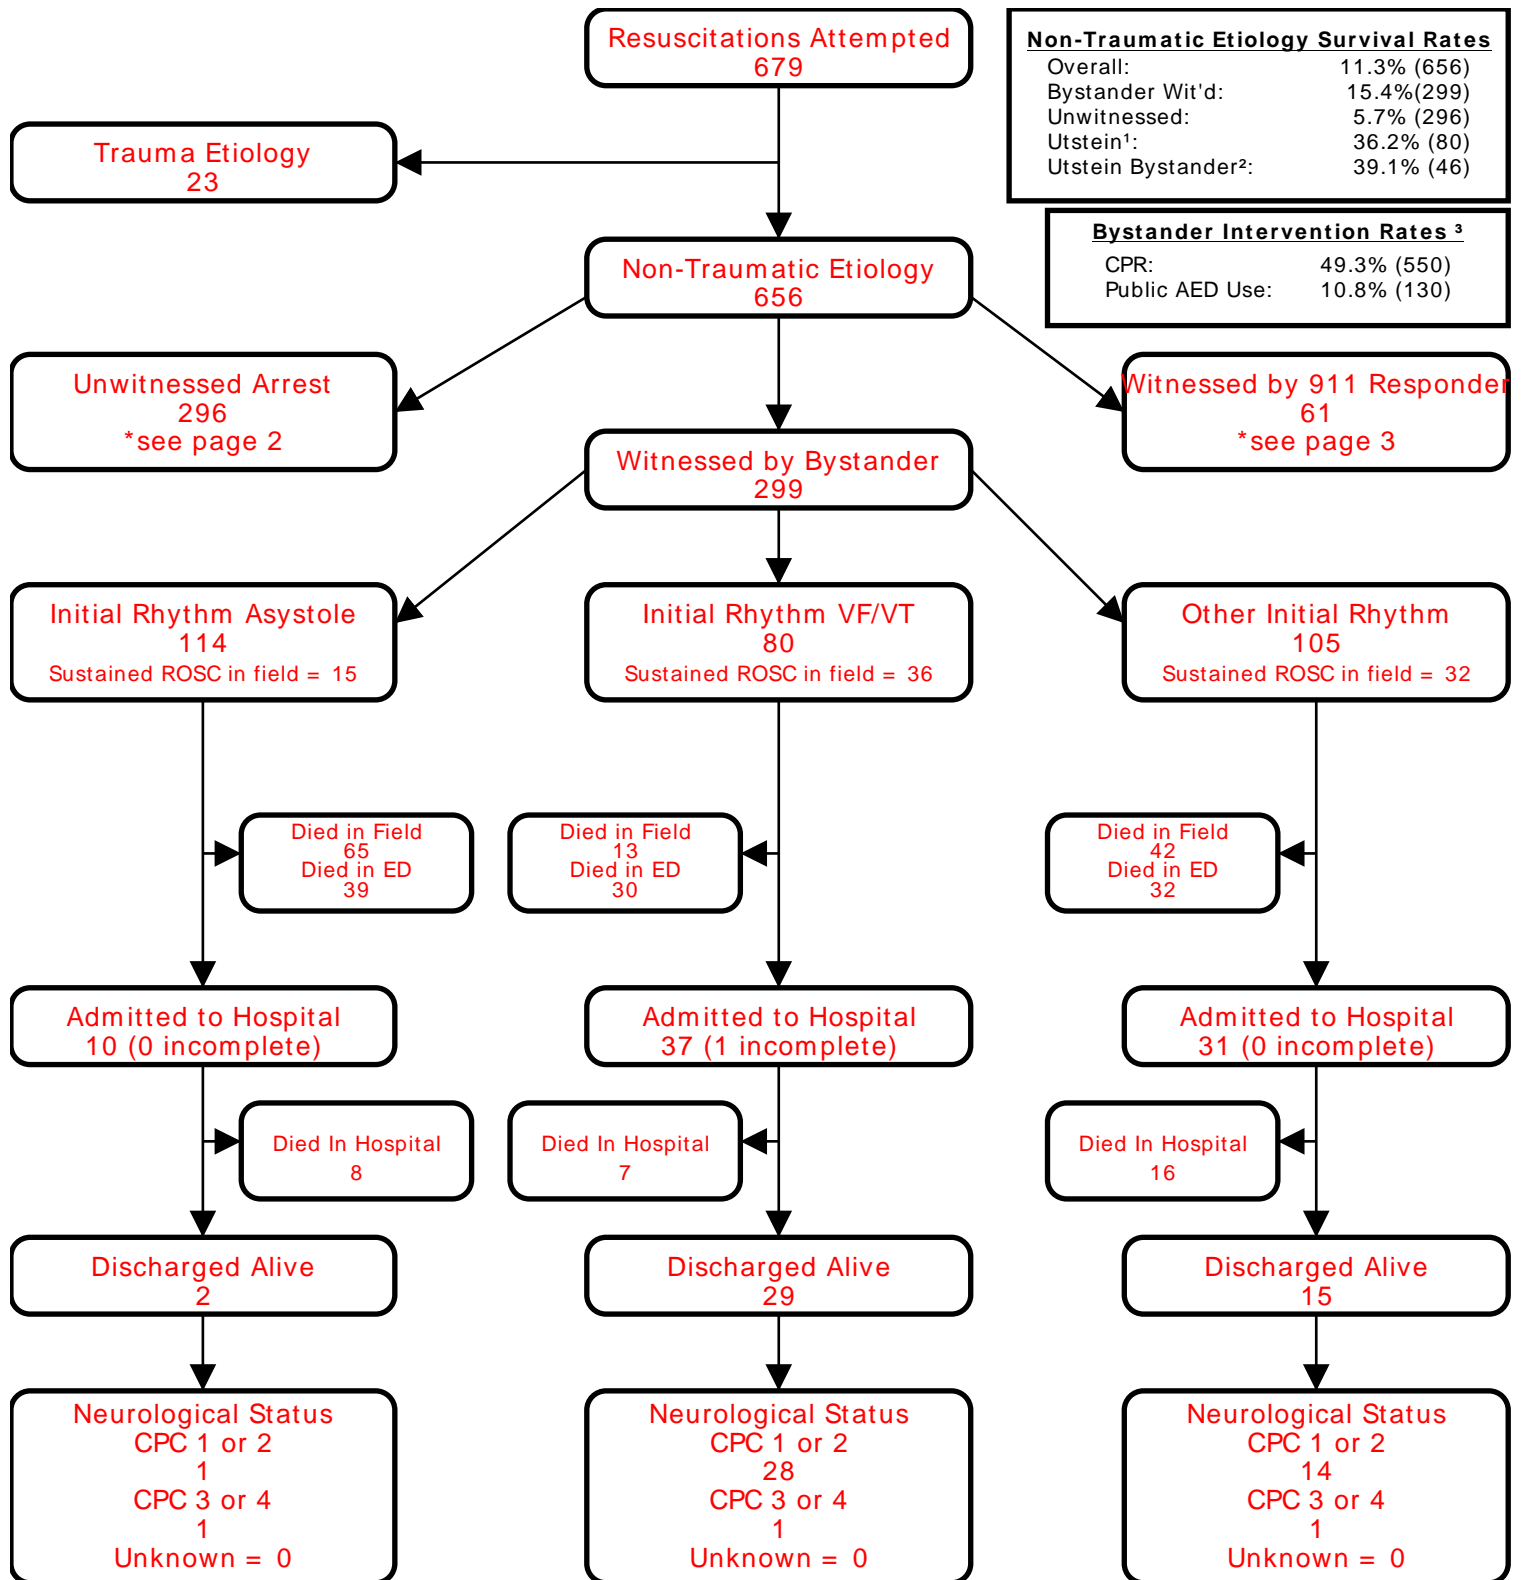 Resuscitations Attempted
679
Non-Traumatic Etiology Survival Rates
Overall: 11.3% (656)
Bystander Wit'd: 15.4%(299)
Unwitnessed: 5.7% (296)
Utstein¹: 36.2% (80)
Utstein Bystander²: 39.1% (46)
Trauma Etiology
23
Bystander Intervention Rates ³
CPR: 49.3% (550)
Public AED Use: 10.8% (130)
Non-Traumatic Etiology
656
Unwitnessed Arrest
296
*see page 2
Witnessed by 911 Responder
61
*see page 3
Witnessed by Bystander
299
Initial Rhythm Asystole
114
Sustained ROSC in field = 15
Initial Rhythm VF/VT
80
Sustained ROSC in field = 36
Other Initial Rhythm
105
Sustained ROSC in field = 32
Died in Field
65
Died in ED
39
Died in Field
13
Died in ED
30
Died in Field
42
Died in ED
32
Admitted to Hospital
10 (0 incomplete)
Admitted to Hospital
37 (1 incomplete)
Admitted to Hospital
31 (0 incomplete)
Died In Hospital
8
Died In Hospital
7
Died In Hospital
16
Discharged Alive
2
Discharged Alive
29
Discharged Alive
15
Neurological Status
CPC 1 or 2
1
CPC 3 or 4
1
Unknown = 0
Neurological Status
CPC 1 or 2
28
CPC 3 or 4
1
Unknown = 0
Neurological Status
CPC 1 or 2
14
CPC 3 or 4
1
Unknown = 0